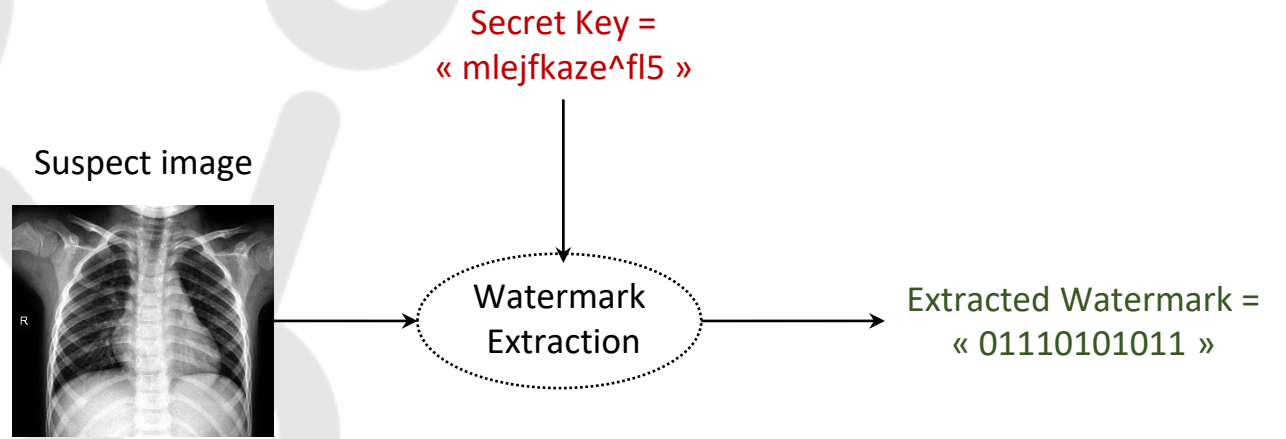 Secret Key =
« mlejfkaze^fl5 »
Suspect image
R
Watermark
Extraction
Extracted Watermark =
« 01110101011 »